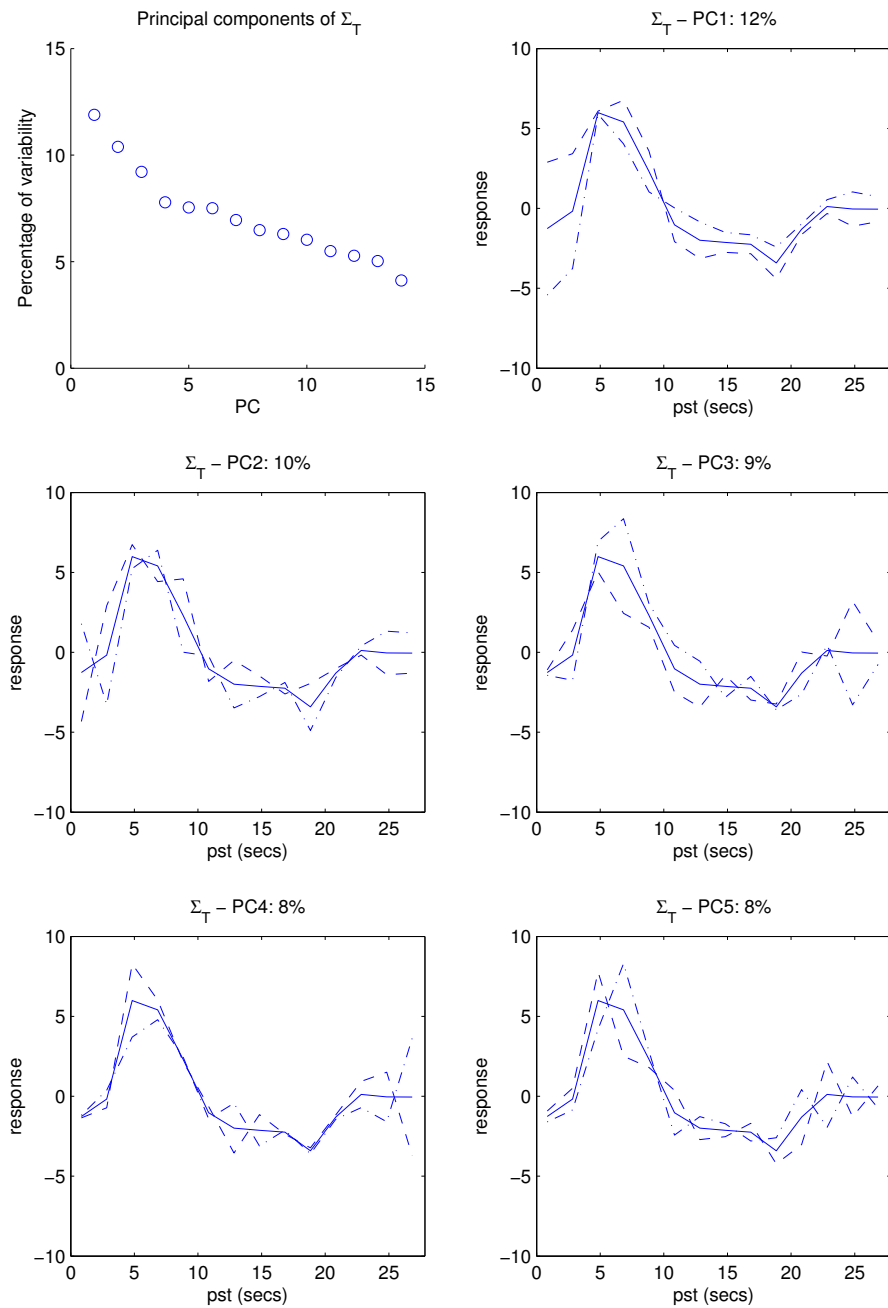 Principal components of Σ_T
15
10
5
0
0 5 10 15
Percentage of variability
PC
Σ_T − PC1: 12%
10
5
0
−5
−10
0 5 10 15 20 25
response
pst (secs)
Σ_T − PC2: 10%
10
5
0
−5
−10
0 5 10 15 20 25
response
pst (secs)
Σ_T − PC3: 9%
10
5
0
−5
−10
0 5 10 15 20 25
response
pst (secs)
Σ_T − PC4: 8%
10
5
0
−5
−10
0 5 10 15 20 25
response
pst (secs)
Σ_T − PC5: 8%
10
5
0
−5
−10
0 5 10 15 20 25
response
pst (secs)